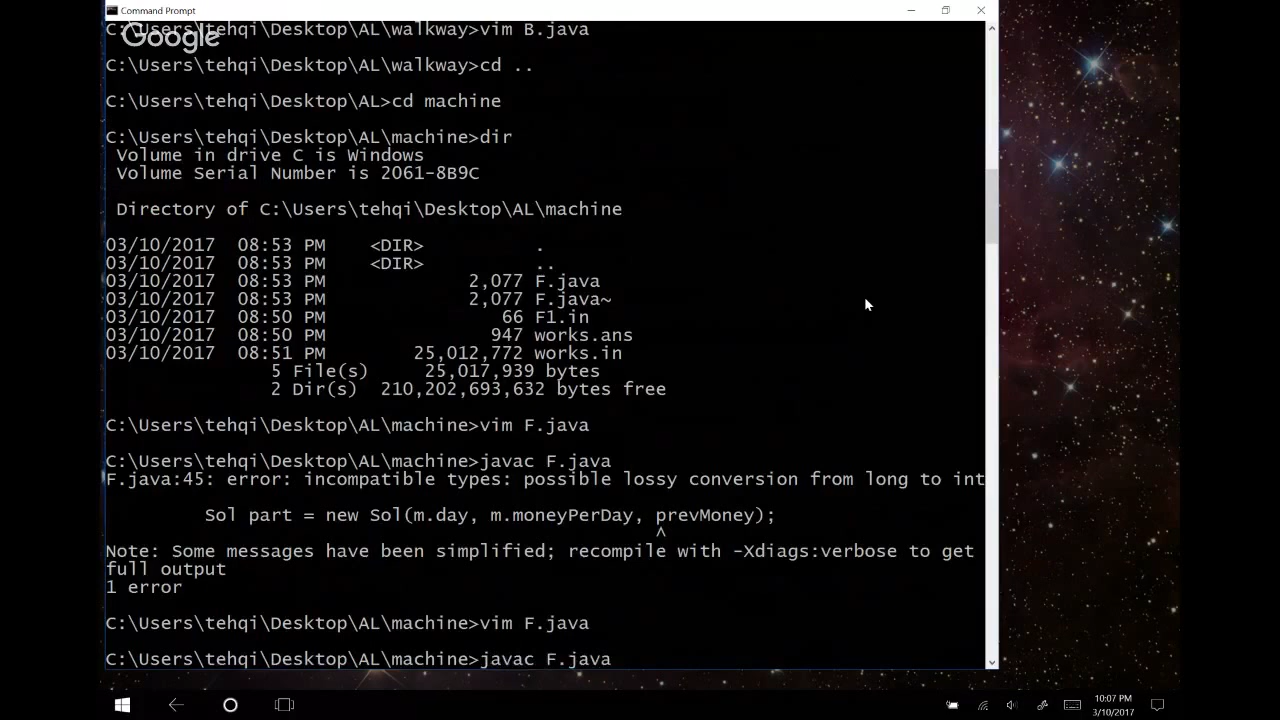 Command Prompt
Google
C:\Users\tehqi\Desktop\AL\walkway>vim B.java
C:\Users\tehqi\Desktop\AL\walkway>cd ..
C:\Users\tehqi\Desktop\AL>cd machine
C:\Users\tehqi\Desktop\AL\machine>dir
Volume in drive C is Windows
Volume Serial Number is 2061-8B9C
Directory of C:\Users\tehqi\Desktop\AL\machine
03/10/2017 08:53 PM <DIR> .
03/10/2017 08:53 PM <DIR> ..
03/10/2017 08:53 PM 2,077 F.java
03/10/2017 08:53 PM 2,077 F.java~
03/10/2017 08:50 PM 66 F1.in
03/10/2017 08:50 PM 947 works.ans
03/10/2017 08:51 PM 25,012,772 works.in
5 File(s) 25,017,939 bytes
2 Dir(s) 210,202,693,632 bytes free
C:\Users\tehqi\Desktop\AL\machine>vim F.java
C:\Users\tehqi\Desktop\AL\machine>javac F.java
F.java:45: error: incompatible types: possible lossy conversion from long to int
Sol part = new Sol(m.day, m.moneyPerDay, prevMoney);
^
Note: Some messages have been simplified; recompile with -Xdiags:verbose to get
full output
1 error
C:\Users\tehqi\Desktop\AL\machine>vim F.java
C:\Users\tehqi\Desktop\AL\machine>javac F.java
10:07 PM
3/10/2017